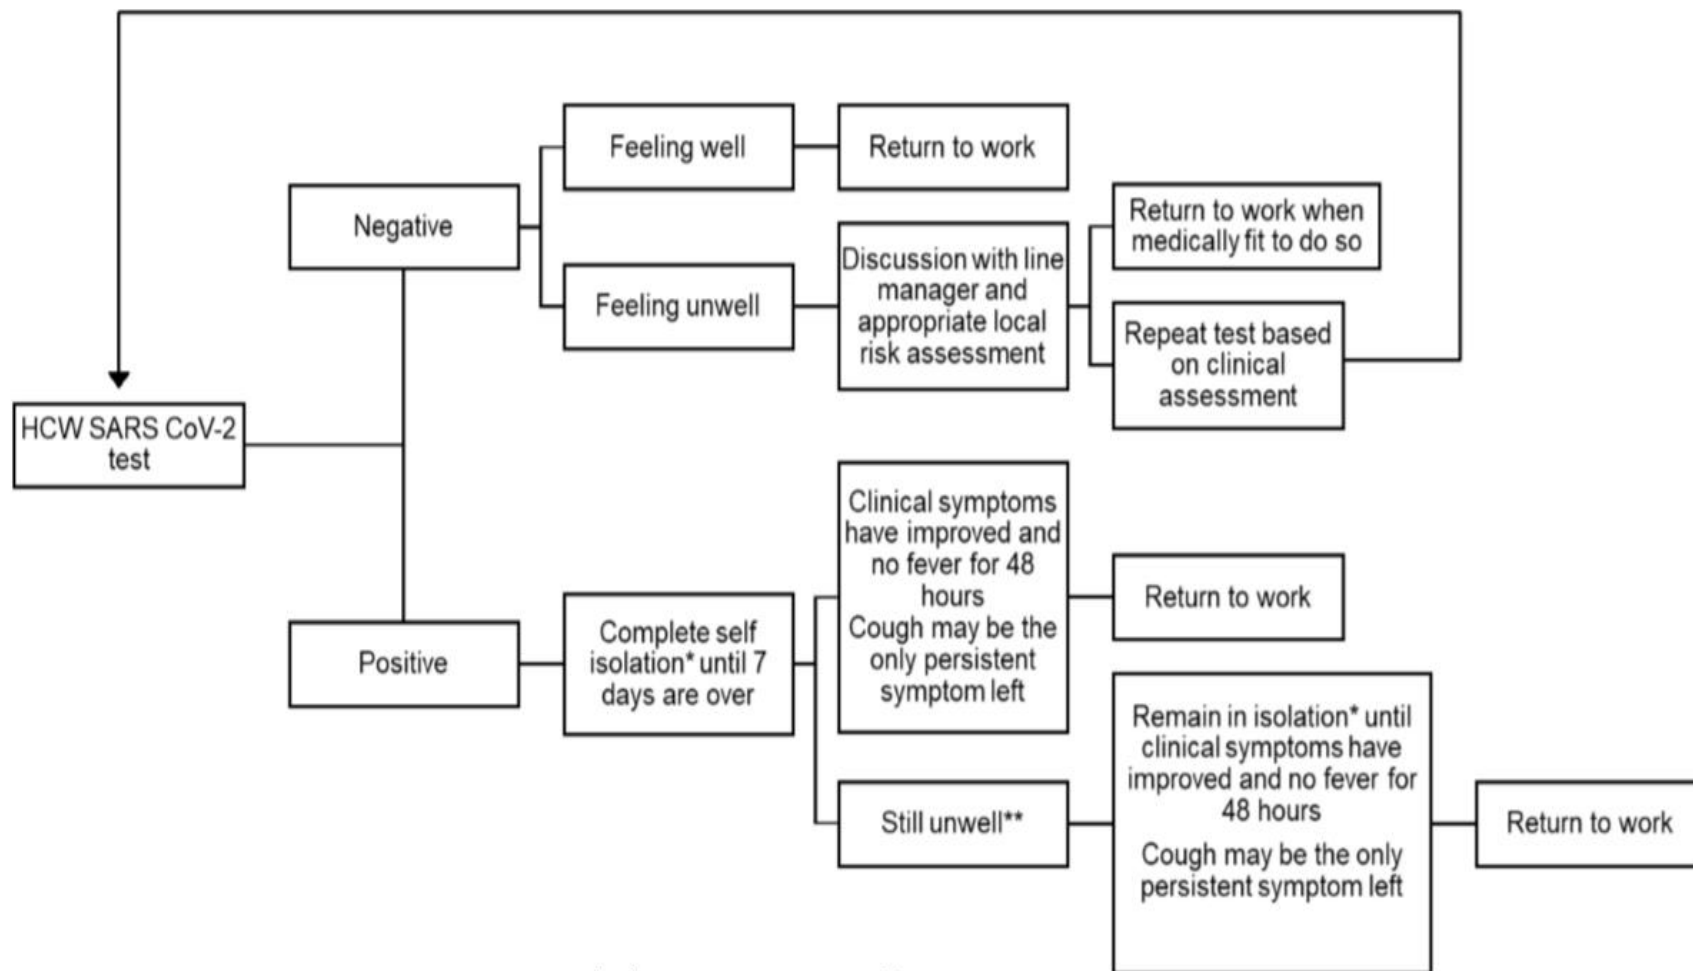 HCW SARS CoV-2
test
Negative
Feeling well
Return to work
Feeling unwell
Discussion with line
manager and
appropriate local
risk assessment
Return to work when
medically fit to do so
Repeat test based
on clinical
assessment
Positive
Complete self
isolation* until 7
days are over
Clinical symptoms
have improved and
no fever for 48
hours
Cough may be the
only persistent
symptom left
Return to work
Still unwell**
Remain in isolation* until
clinical symptoms have
improved and no fever for
48 hours
Cough may be the only
persistent symptom left
Return to work